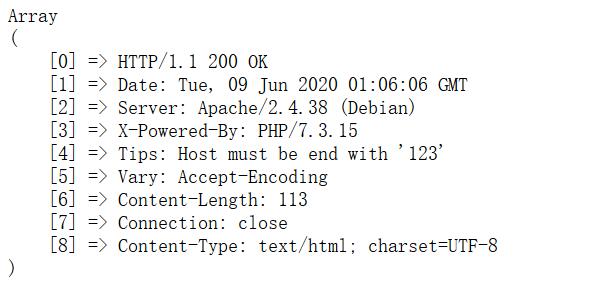 Array
(
[0] => HTTP/1.1 200 OK
[1] => Date: Tue, 09 Jun 2020 01:06:06 GMT
[2] => Server: Apache/2.4.38 (Debian)
[3] => X-Powered-By: PHP/7.3.15
[4] => Tips: Host must be end with '123'
[5] => Vary: Accept-Encoding
[6] => Content-Length: 113
[7] => Connection: close
[8] => Content-Type: text/html; charset=UTF-8
)